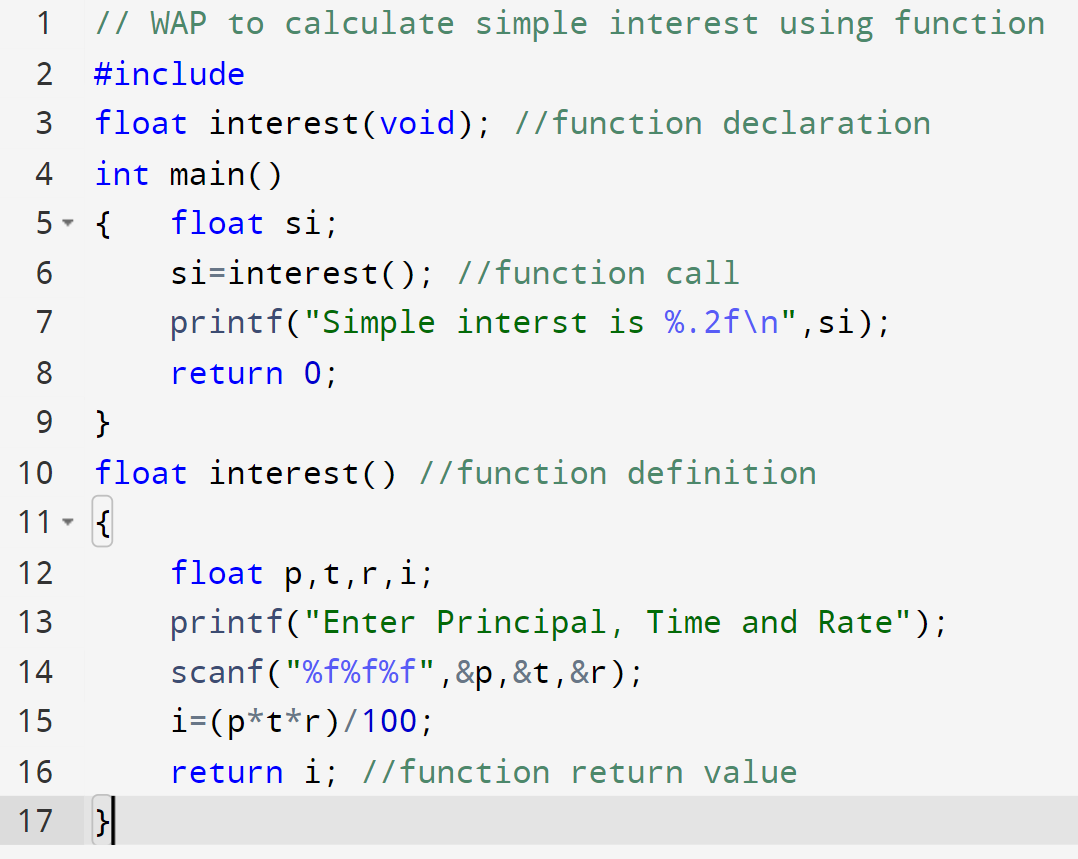 1 // WAP to calculate simple interest using function
2 #include
3 float interest(void); //function declaration
4 int main()
5 { float si;
6 si=interest(); //function call
7 printf("Simple interst is %.2f\n",si);
8 return 0;
9 }
10 float interest() //function definition
11 {
12 float p,t,r,i;
13 printf("Enter Principal, Time and Rate");
14 scanf("%f%f%f",&p,&t,&r);
15 i=(p*t*r)/100;
16 return i; //function return value
17 }